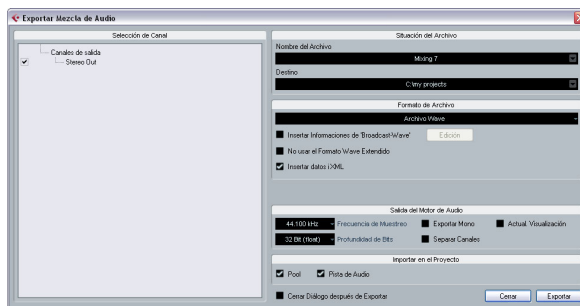 Exportar Mezcla de Audio
Selección de Canal
Canales de salida
Stereo Out
Situación del Archivo
Nombre del Archivo
Mixing 7
Destino
C:\my projects
Formato de Archivo
Archivo Wave
Insertar Informaciones de 'Broadcast-Wave'
Edición
No usar el Formato Wave Extendido
Insertar datos iXML
Salida del Motor de Audio
44.100 kHz Frecuencia de Muestreo Exportar Mono Actual. Visualización
32 Bit (float) Profundidad de Bits Separar Canales
Importar en el Proyecto
Pool Pista de Audio
Cerrar Diálogo después de Exportar Cerrar Exportar